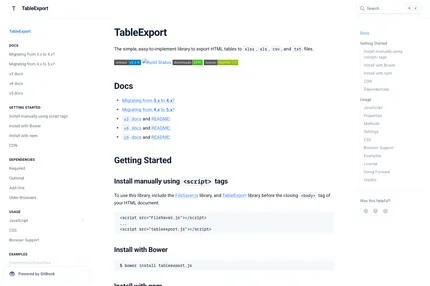 TableExport
Search...
TableExport
DOCS
Migrating from 3.x to 4.x?
Migrating from 4.x to 5.x?
v3 docs
v4 docs
v5 docs
GETTING STARTED
Install manually using script tags
Install with Bower
Install with npm
CDN
DEPENDENCIES
Required
Optional
Add-Ons
Older Browsers
USAGE
JavaScript
CSS
Browser Support
EXAMPLES
Powered by GitBook
TableExport
The simple, easy-to-implement library to export HTML tables to xlsx, xls, csv, and txt files.
Build Status
Docs
Migrating from 3.x to 4.x?
Migrating from 4.x to 5.x?
v3 docs and README
v4 docs and README
v5 docs and README
Getting Started
Install manually using <script> tags
To use this library, include the FileSaver.js library, and TableExport library before the closing <body> tag of
your HTML document:
<script src="FileSaver.js"></script>
...
<script src="tableexport.js"></script>
Install with Bower
$ bower install tableexport.js
Install with npm
Docs
Getting Started
Install manually using
<script> tags
Install with Bower
Install with npm
CDN
Dependencies
Usage
JavaScript
Properties
Methods
Settings
CSS
Browser Support
Examples
License
Going Forward
Credits
Was this helpful?